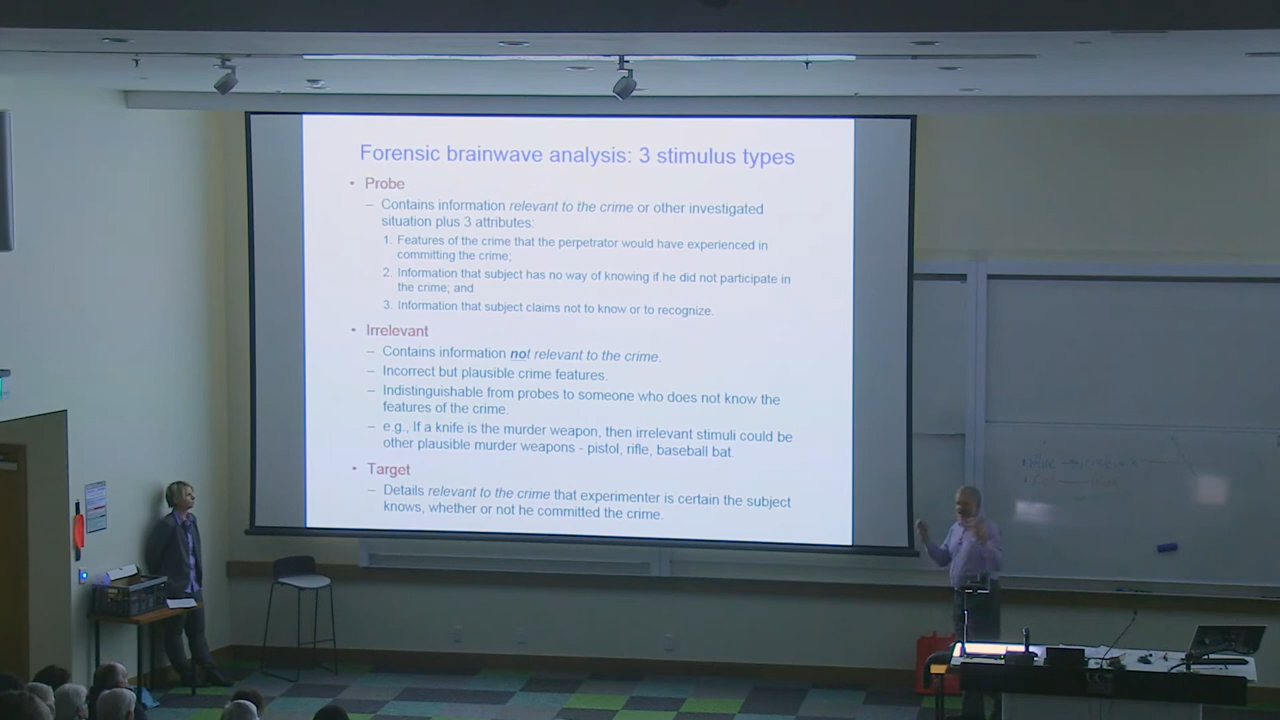 Forensic brainwave analysis: 3 stimulus types
• Probe
– Contains information relevant to the crime or other investigated
situation plus 3 attributes:
1. Features of the crime that the perpetrator would have experienced in
committing the crime;
2. Information that subject has no way of knowing if he did not participate in
the crime; and
3. Information that subject claims not to know or to recognize.
• Irrelevant
– Contains information not relevant to the crime.
– Incorrect but plausible crime features.
– Indistinguishable from probes to someone who does not know the
features of the crime.
– e.g., If a knife is the murder weapon, then irrelevant stimuli could be
other plausible murder weapons - pistol, rifle, baseball bat.
• Target
– Details relevant to the crime that experimenter is certain the subject
knows, whether or not he committed the crime.